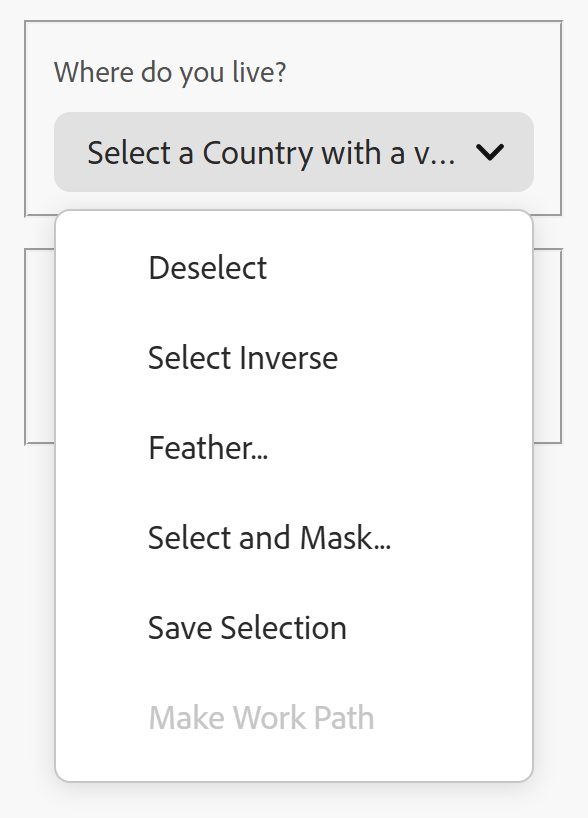 Where do you live?
Select a Country with a v...
Deselect
Select Inverse
Feather...
Select and Mask...
Save Selection
Make Work Path